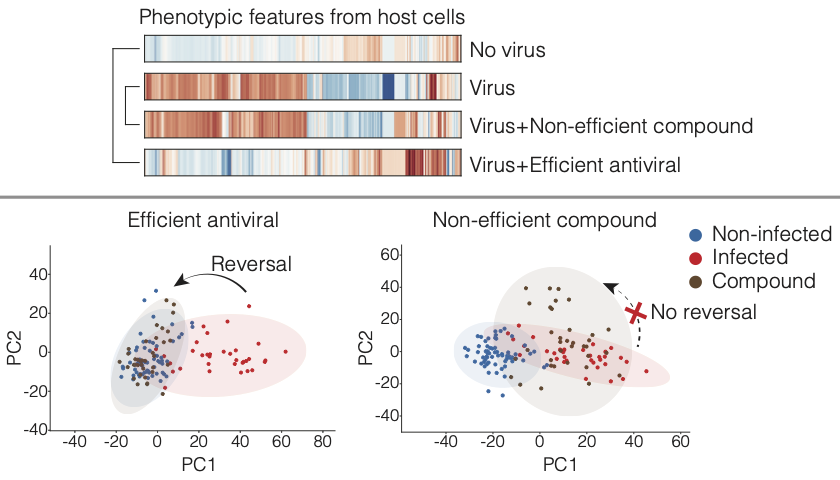 Phenotypic features from host cells
No virus
Virus
Virus+Non-efficient compound
Virus+Efficient antiviral
Efficient antiviral
Reversal
PC2
40
20
0
-20
-40
-40 -20 0 20 40 60 80
PC1
Non-efficient compound
No reversal
PC2
60
40
20
0
-20
-40
-40 -20 0 20 40 60
PC1
Non-infected
Infected
Compound